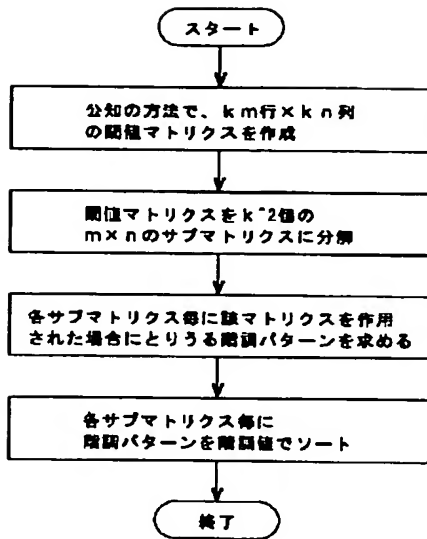 スタート
公知の方法で、km行×kn列
の閾値マトリクスを作成
閾値マトリクスをk^2個の
m×nのサブマトリクスに分解
各サブマトリクス毎に該マトリクスを作用
された場合にとりうる階調パターンを求める
各サブマトリクス毎に
階調パターンを階調値でソート
終了